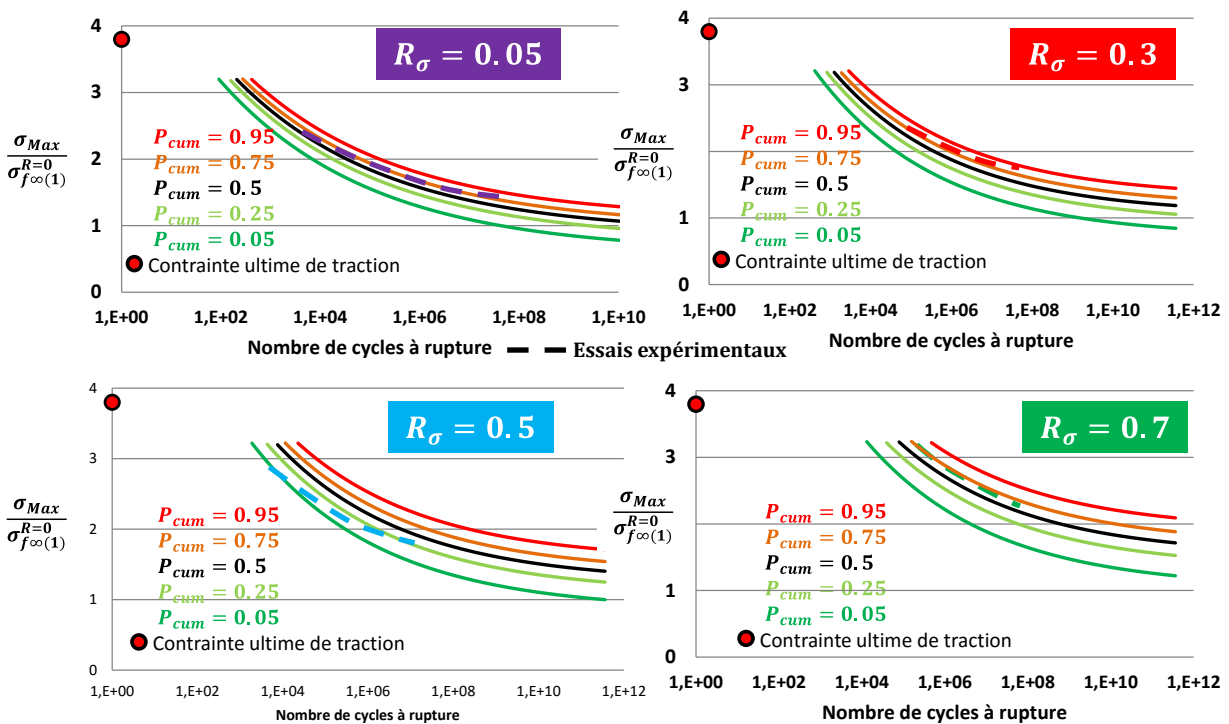 4
3
2
1
0
σ_Max / σ_{f∞(1)}^{R=0}
R_σ = 0.05
P_cum = 0.95
P_cum = 0.75
P_cum = 0.5
P_cum = 0.25
P_cum = 0.05
Contrainte ultime de traction
1,E+00 1,E+02 1,E+04 1,E+06 1,E+08 1,E+10
Nombre de cycles à rupture
4
3
1
0
σ_Max / σ_{f∞(1)}^{R=0}
R_σ = 0.3
P_cum = 0.95
P_cum = 0.75
P_cum = 0.5
P_cum = 0.25
P_cum = 0.05
Contrainte ultime de traction
1,E+00 1,E+02 1,E+04 1,E+06 1,E+08 1,E+10 1,E+12
Nombre de cycles à rupture
Essais expérimentaux
4
3
2
1
0
σ_Max / σ_{f∞(1)}^{R=0}
R_σ = 0.5
P_cum = 0.95
P_cum = 0.75
P_cum = 0.5
P_cum = 0.25
P_cum = 0.05
Contrainte ultime de traction
1,E+00 1,E+02 1,E+04 1,E+06 1,E+08 1,E+10 1,E+12
Nombre de cycles à rupture
4
3
1
0
σ_Max / σ_{f∞(1)}^{R=0}
R_σ = 0.7
P_cum = 0.95
P_cum = 0.75
P_cum = 0.5
P_cum = 0.25
P_cum = 0.05
Contrainte ultime de traction
1,E+00 1,E+02 1,E+04 1,E+06 1,E+08 1,E+10 1,E+12
Nombre de cycles à rupture